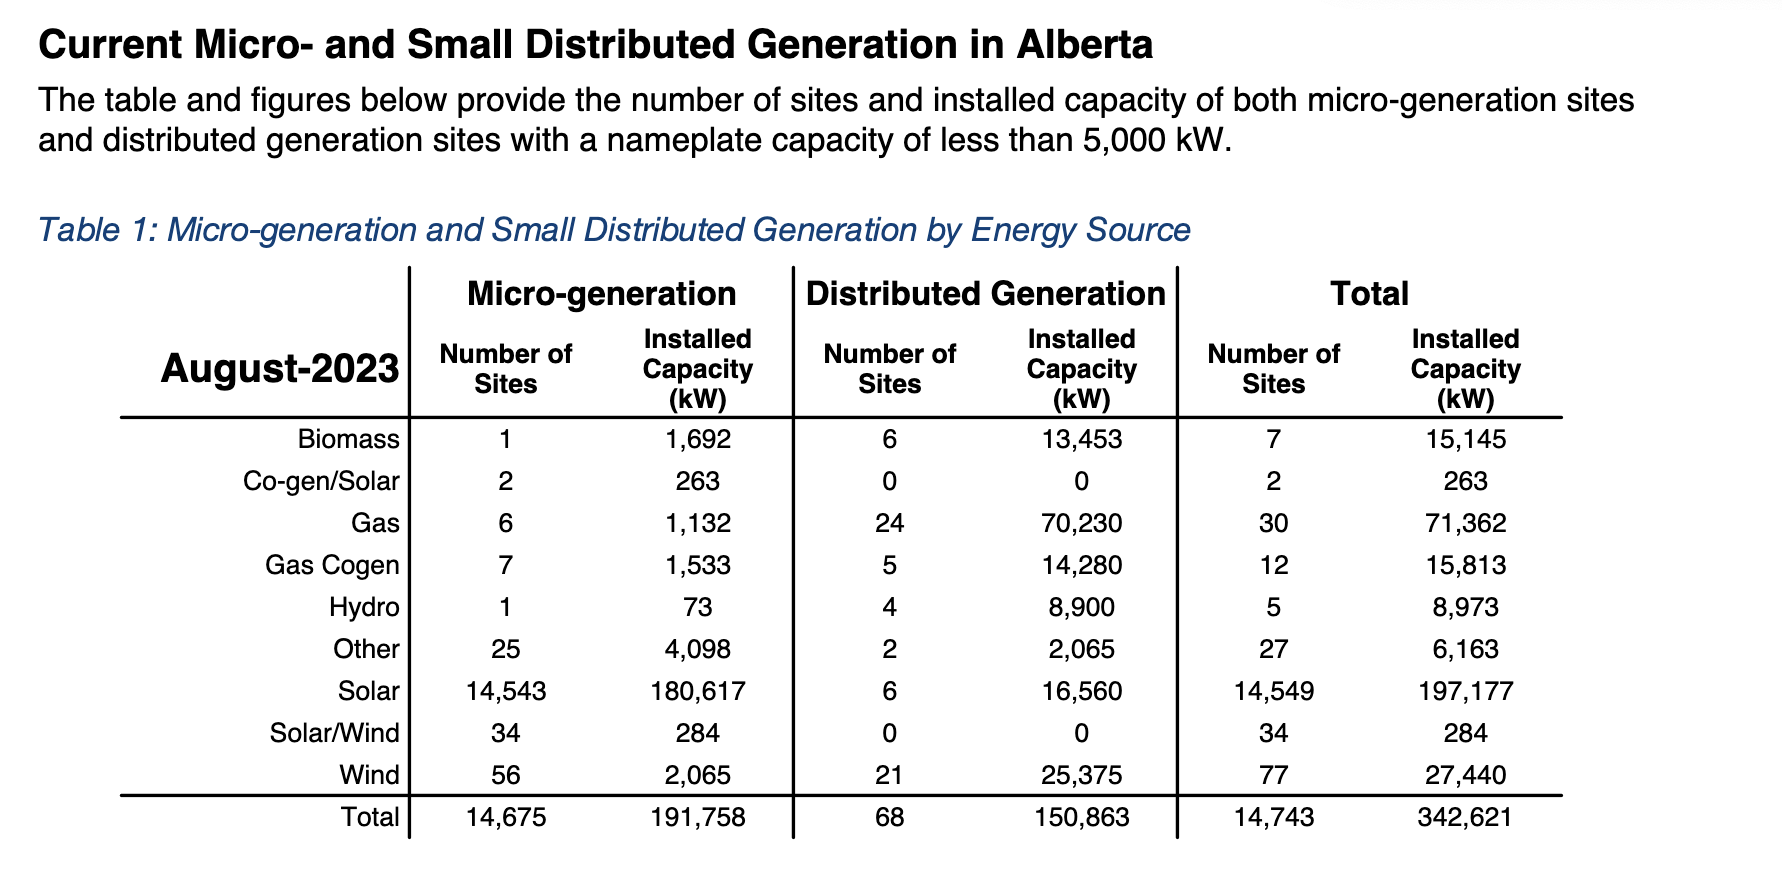 Current Micro- and Small Distributed Generation in Alberta
The table and figures below provide the number of sites and installed capacity of both micro-generation sites
and distributed generation sites with a nameplate capacity of less than 5,000 kW.
Table 1: Micro-generation and Small Distributed Generation by Energy Source
Micro-generation Distributed Generation Total
August-2023 Number of Sites Installed Capacity (kW) Number of Sites Installed Capacity (kW) Number of Sites Installed Capacity (kW)
Biomass 1 1,692 6 13,453 7 15,145
Co-gen/Solar 2 263 0 0 2 263
Gas 6 1,132 24 70,230 30 71,362
Gas Cogen 7 1,533 5 14,280 12 15,813
Hydro 1 73 4 8,900 5 8,973
Other 25 4,098 2 2,065 27 6,163
Solar 14,543 180,617 6 16,560 14,549 197,177
Solar/Wind 34 284 0 0 34 284
Wind 56 2,065 21 25,375 77 27,440
Total 14,675 191,758 68 150,863 14,743 342,621